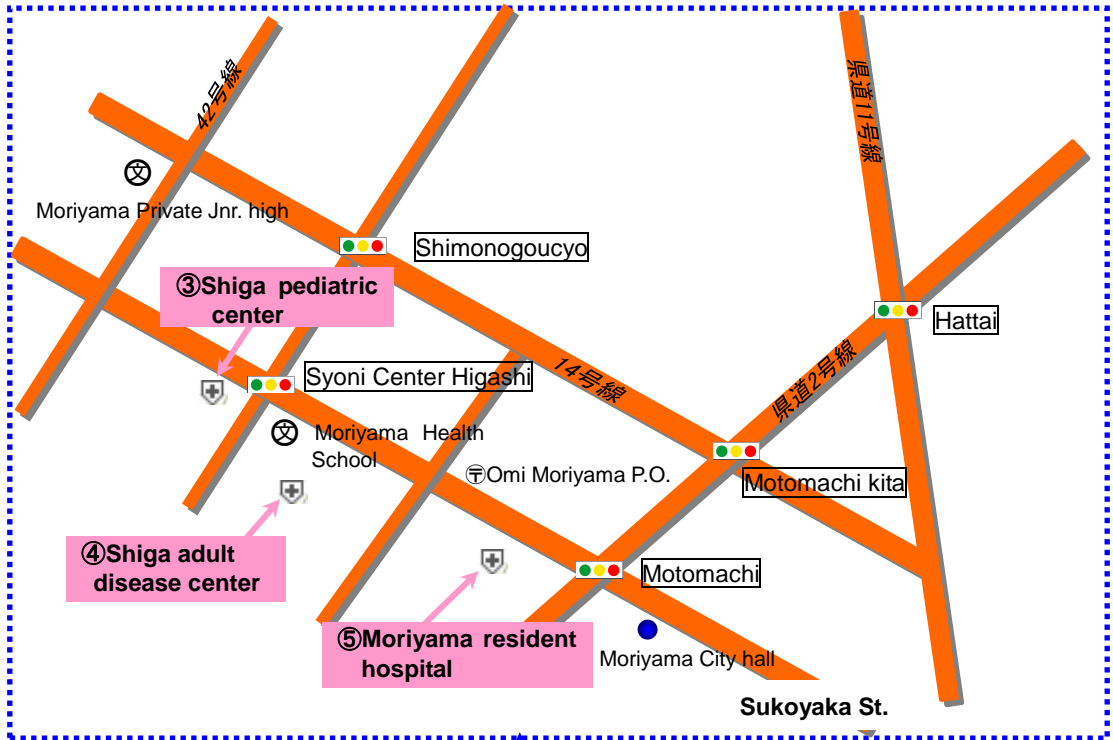 42号線
県道11号線
文
Moriyama Private Jnr. high
Shimonogoucyo
③Shiga pediatric
center
Hattai
県道2号線
14号線
Syoni Center Higashi
文 Moriyama Health
School
〶Omi Moriyama P.O.
Motomachi kita
④Shiga adult
disease center
Motomachi
⑤Moriyama resident
hospital
Moriyama City hall
Sukoyaka St.